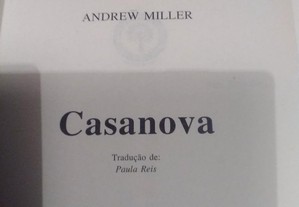 ANDREW MILLER
Casanova
Tradução de:
Paula Reis